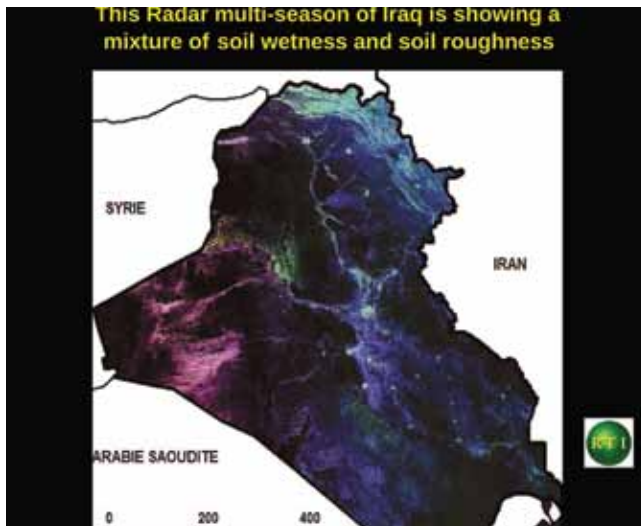 This Radar multi-season of Iraq is showing a
mixture of soil wetness and soil roughness
SYRIE
IRAN
ARABIE SAOUDITE
0 200 400
RTI